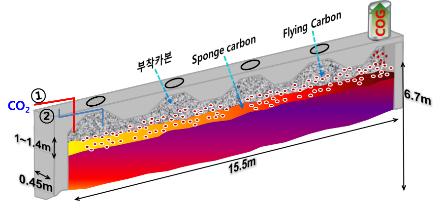 COG
Flying Carbon
Sponge carbon
부착카본
①
CO₂
②
1~1.4m
0.45m
15.5m
6.7m